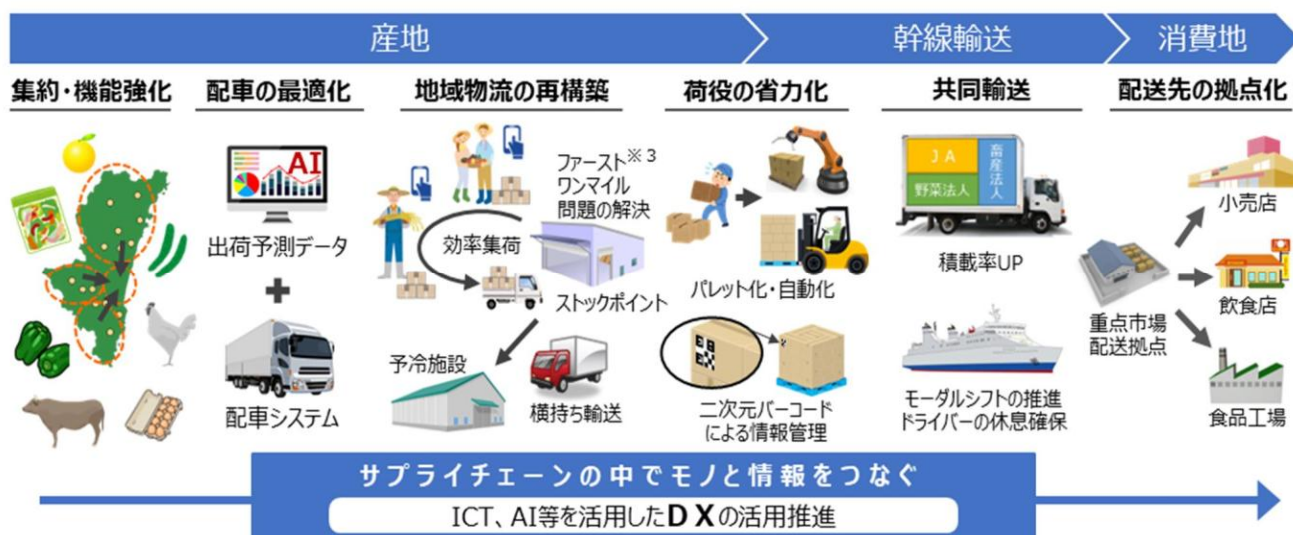 産地
幹線輸送
消費地
集約・機能強化
配車の最適化
地域物流の再構築
荷役の省力化
共同輸送
配送先の拠点化
AI
出荷予測データ
+
配車システム
ファースト※3
ワンマイル
問題の解決
効率集荷
ストックポイント
予冷施設
横持ち輸送
パレット化・自動化
二次元バーコード
による情報管理
JA
野菜法人
畜産法人
積載率UP
モーダルシフトの推進
ドライバーの休息確保
小売店
重点市場
配送拠点
飲食店
食品工場
サプライチェーンの中でモノと情報をつなぐ
ICT、AI等を活用したDXの活用推進